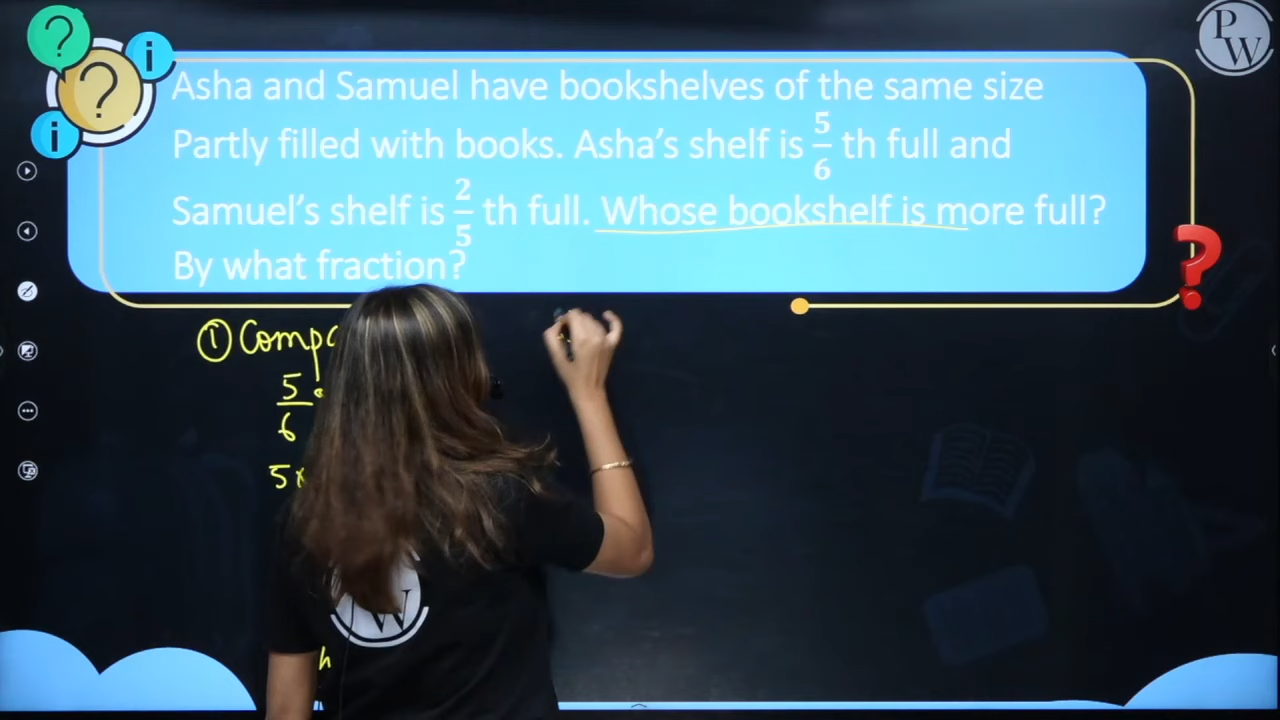 Asha and Samuel have bookshelves of the same size
Partly filled with books. Asha's shelf is 5/6 th full and
Samuel's shelf is 2/5 th full. Whose bookshelf is more full?
By what fraction?
①
5
6
5×
h
PW
W